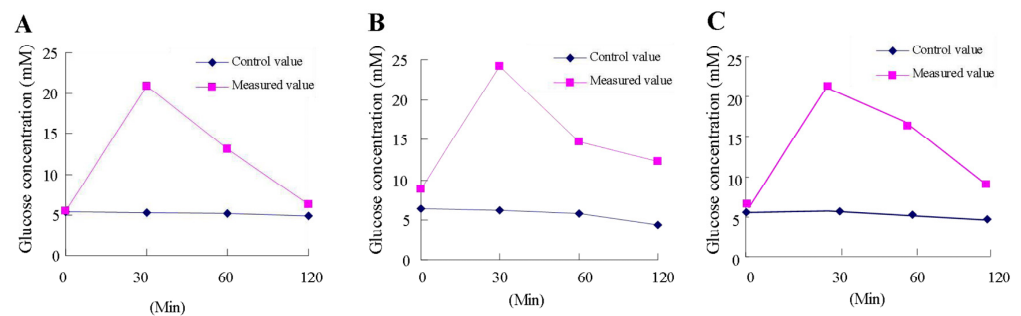 A
Glucose concentration (mM)
25
20
15
10
5
0
0 30 60 120
(Min)
Control value
Measured value
B
Glucose concentration (mM)
25
20
15
10
5
0
0 30 60 120
(Min)
Control value
Measured value
C
Glucose concentration (mM)
25
20
15
10
5
0
0 30 60 120
(Min)
Control value
Measured value